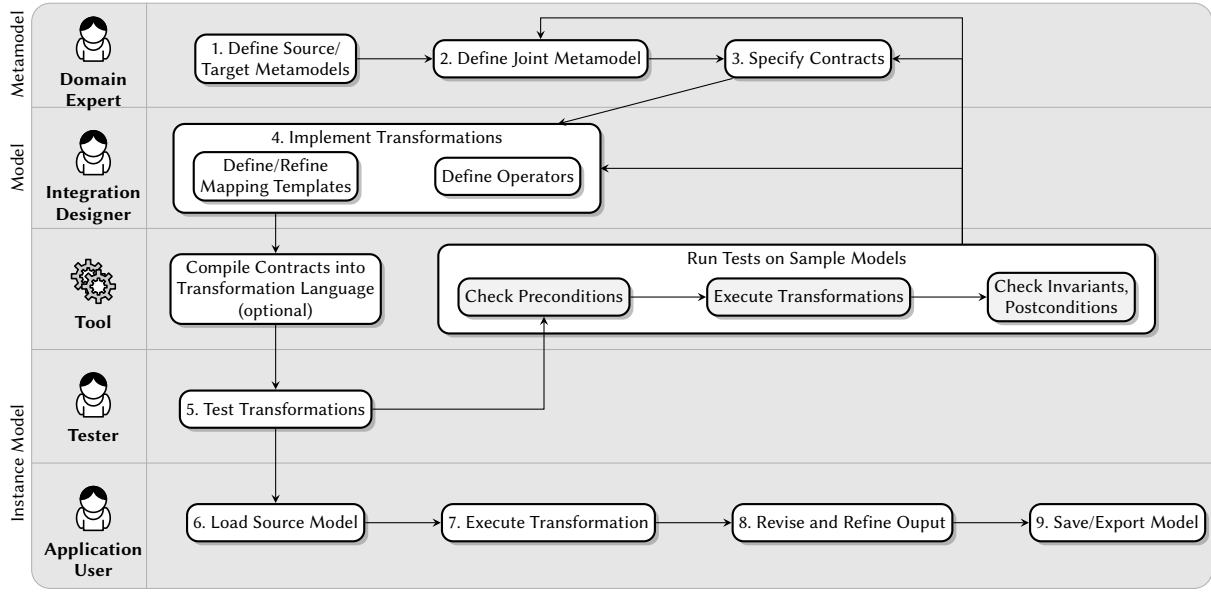 Metamodel
Domain
Expert
1. Define Source/
Target Metamodels
2. Define Joint Metamodel
3. Specify Contracts
Model
Integration
Designer
4. Implement Transformations
Define/Refine
Mapping Templates
Define Operators
Tool
Compile Contracts into
Transformation Language
(optional)
Run Tests on Sample Models
Check Preconditions
Execute Transformations
Check Invariants,
Postconditions
Instance Model
Tester
5. Test Transformations
Application
User
6. Load Source Model
7. Execute Transformation
8. Revise and Refine Ouput
9. Save/Export Model